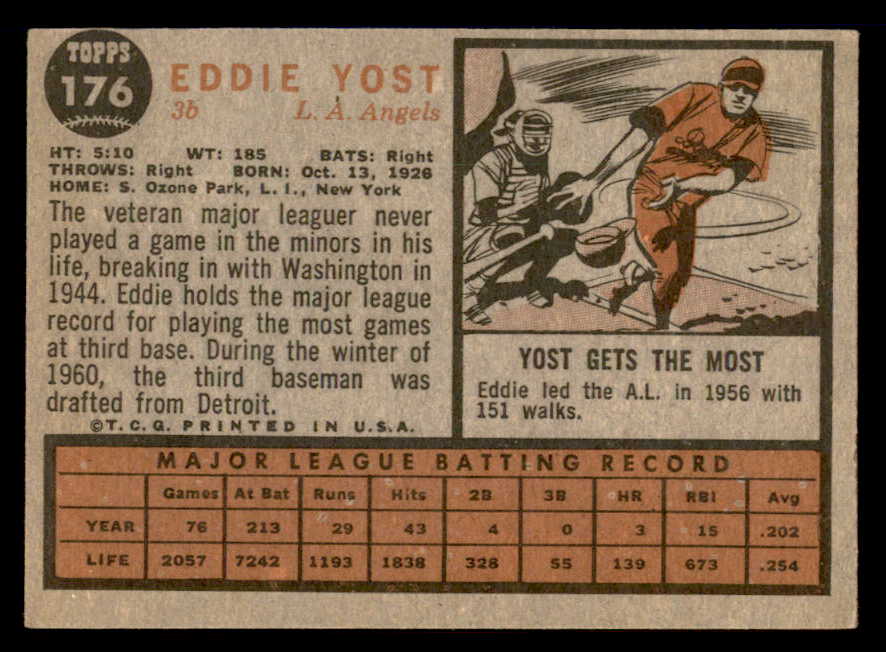 TOPPS
176
EDDIE YOST
3b L. A. Angels
HT: 5:10 WT: 185 BATS: Right
THROWS: Right BORN: Oct. 13, 1926
HOME: S. Ozone Park, L. I., New York
The veteran major leaguer never
played a game in the minors in his
life, breaking in with Washington in
1944. Eddie holds the major league
record for playing the most games
at third base. During the winter of
1960, the third baseman was
drafted from Detroit.
©T.C.G. PRINTED IN U.S.A.
YOST GETS THE MOST
Eddie led the A.L. in 1956 with
151 walks.
MAJOR LEAGUE BATTING RECORD
Games At Bat Runs Hits 2B 3B HR RBI Avg
YEAR 76 213 29 43 4 0 3 15 .202
LIFE 2057 7242 1193 1838 328 55 139 673 .254